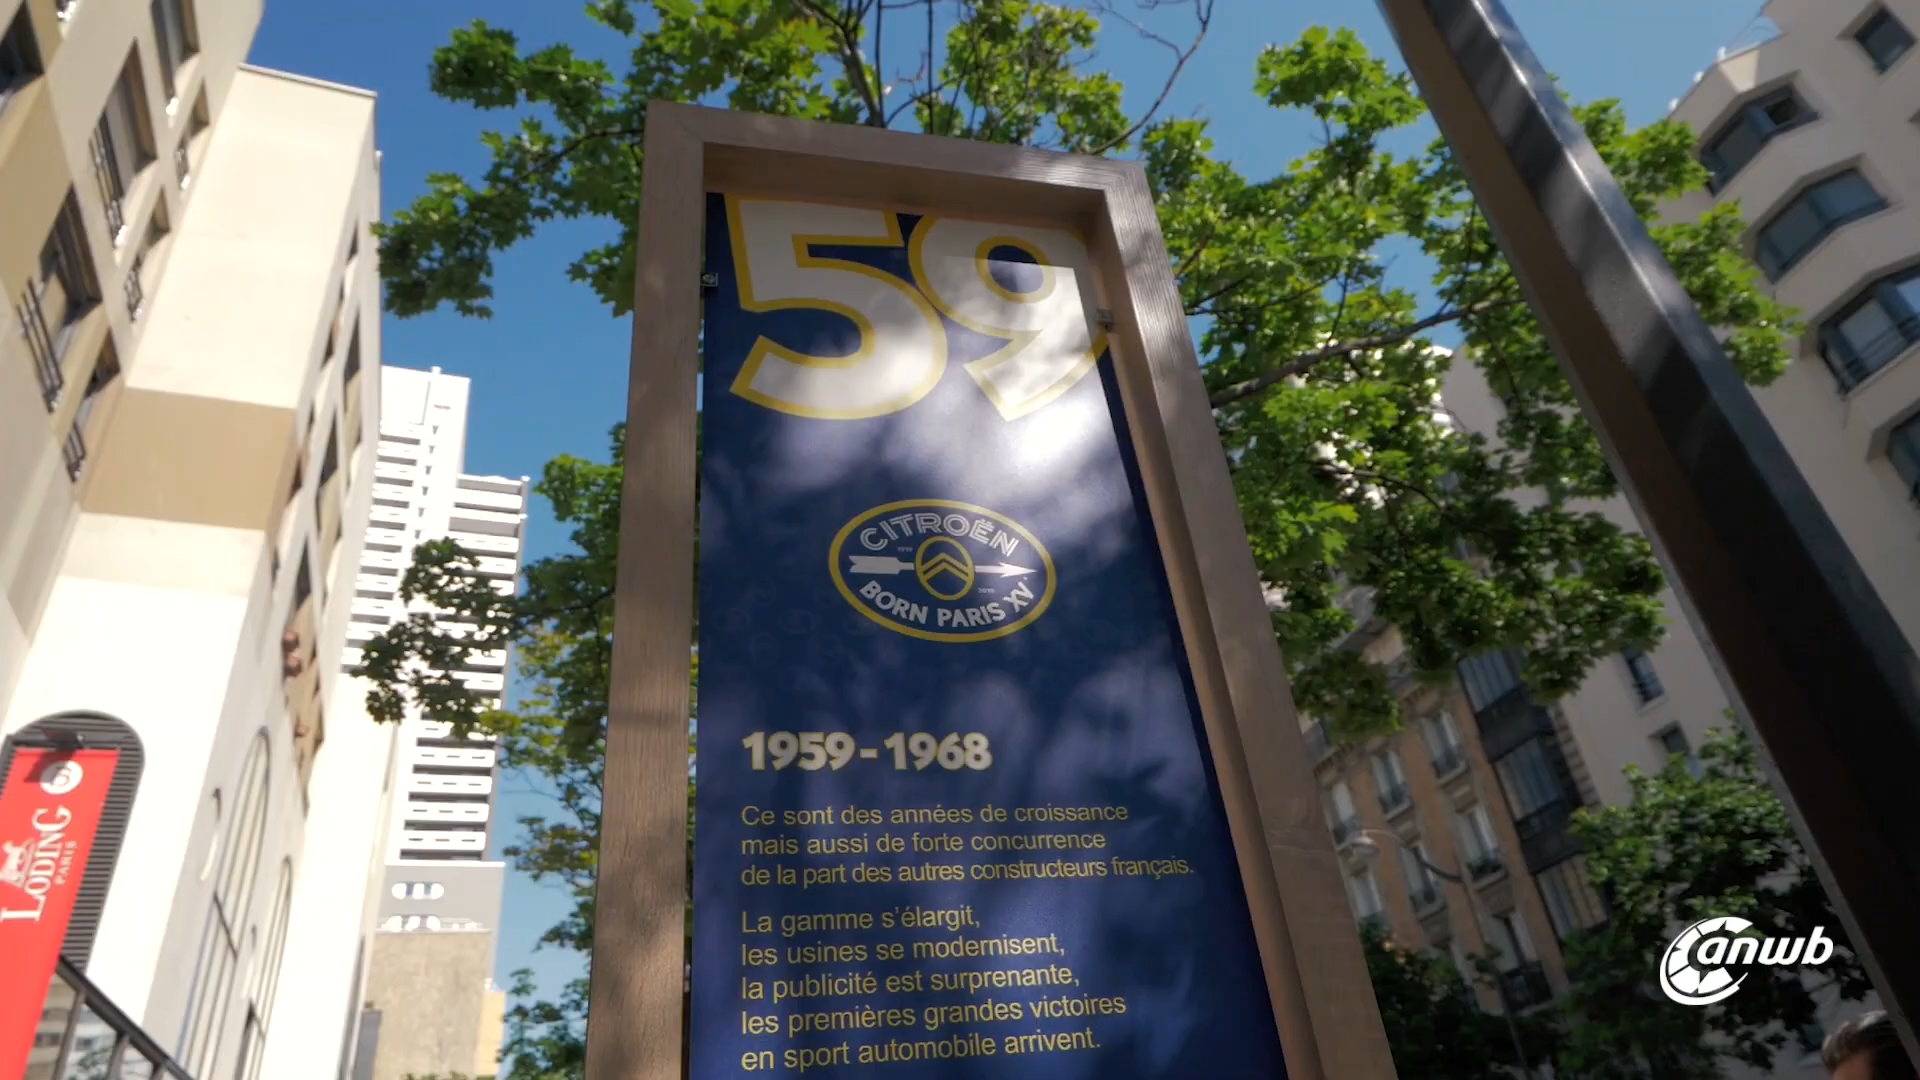 59
CITROËN
1919
2019
BORN PARIS XV
1959-1968
Ce sont des années de croissance
mais aussi de forte concurrence
de la part des autres constructeurs français.
La gamme s'élargit,
les usines se modernisent,
la publicité est surprenante,
les premières grandes victoires
en sport automobile arrivent.
LODING
PARIS
anwb